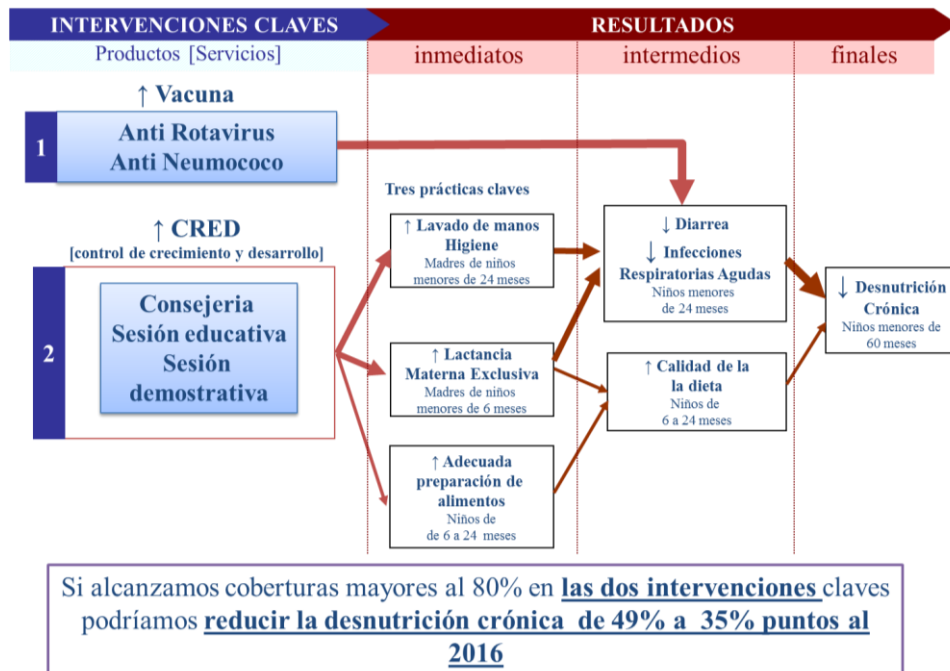 INTERVENCIONES CLAVES
RESULTADOS
Productos [Servicios]
inmediatos
intermedios
finales
↑ Vacuna
1
Anti Rotavirus
Anti Neumococo
Tres prácticas claves
↑ CRED
[control de crecimiento y desarrollo]
2
Consejeria
Sesión educativa
Sesión
demostrativa
↑ Lavado de manos
Higiene
Madres de niños
menores de 24 meses
↑ Lactancia
Materna Exclusiva
Madres de niños
menores de 6 meses
↑ Adecuada
preparación de
alimentos
Niños de
de 6 a 24 meses
↓ Diarrea
↓ Infecciones
Respiratorias Agudas
Niños menores
de 24 meses
↑ Calidad de la
la dieta
Niños de
6 a 24 meses
↓ Desnutrición
Crónica
Niños menores de
60 meses
Si alcanzamos coberturas mayores al 80% en las dos intervenciones claves
podríamos reducir la desnutrición crónica de 49% a 35% puntos al
2016